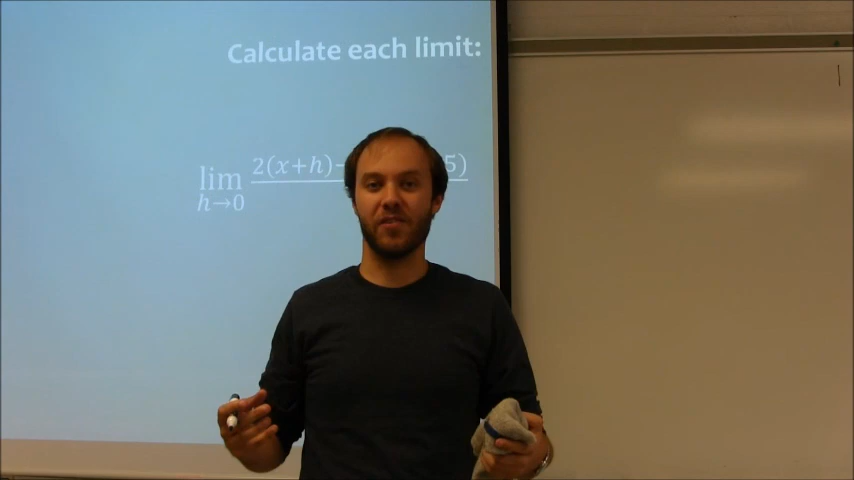 Calculate each limit:
lim 2(x+h)- 5)
h→0